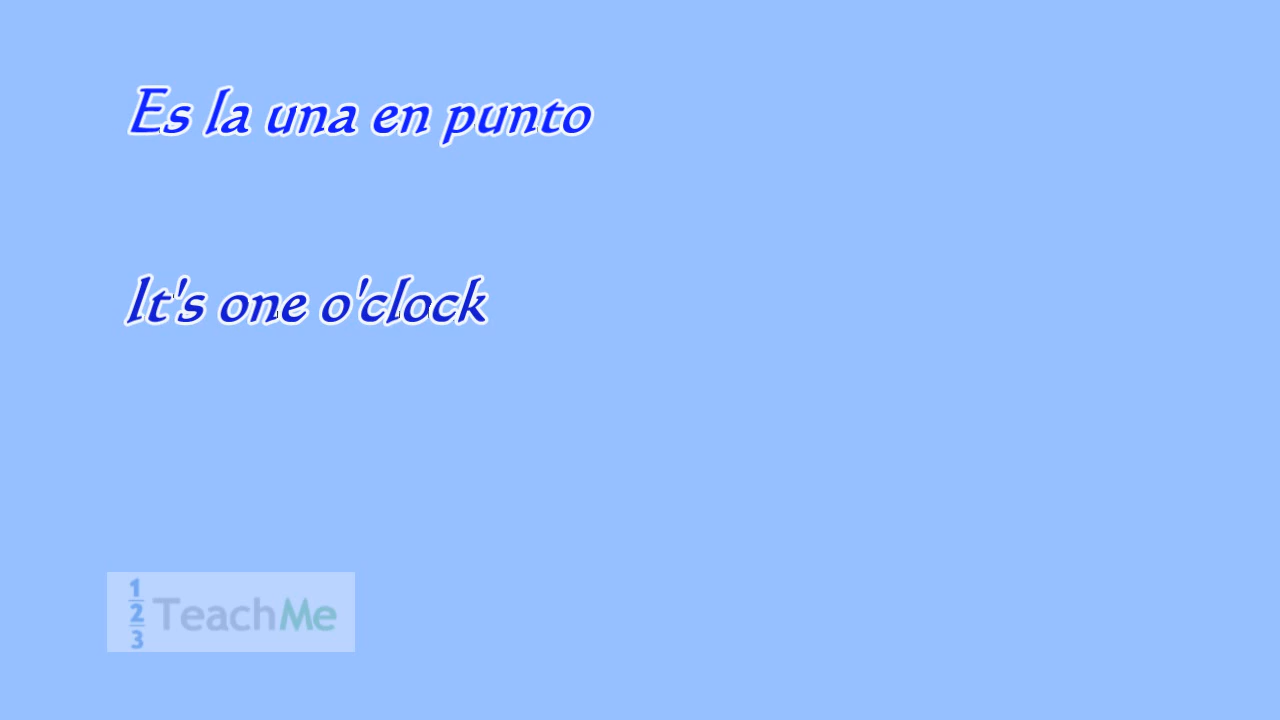 Es la una en punto
It's one o'clock
1
2
3
TeachMe